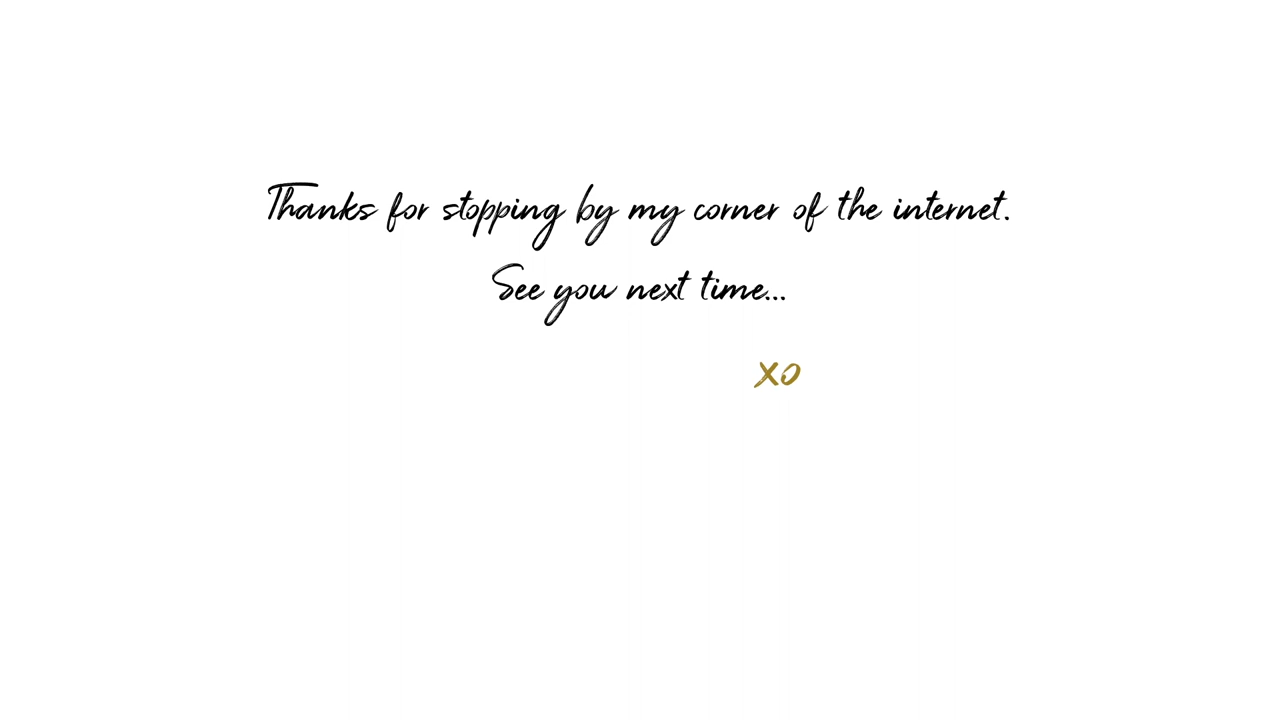 Thanks for stopping by my corner of the internet.
See you next time...
xo